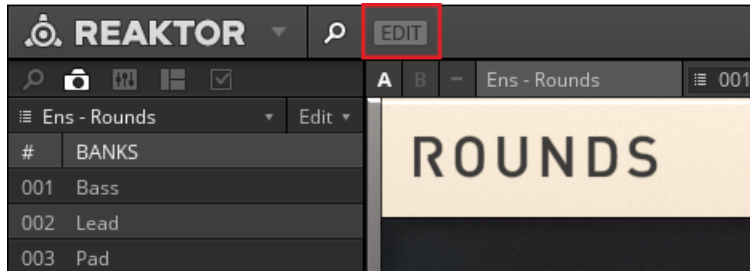 REAKTOR EDIT
A B – Ens - Rounds 001
Ens - Rounds Edit
# BANKS
ROUNDS
001 Bass
002 Lead
003 Pad